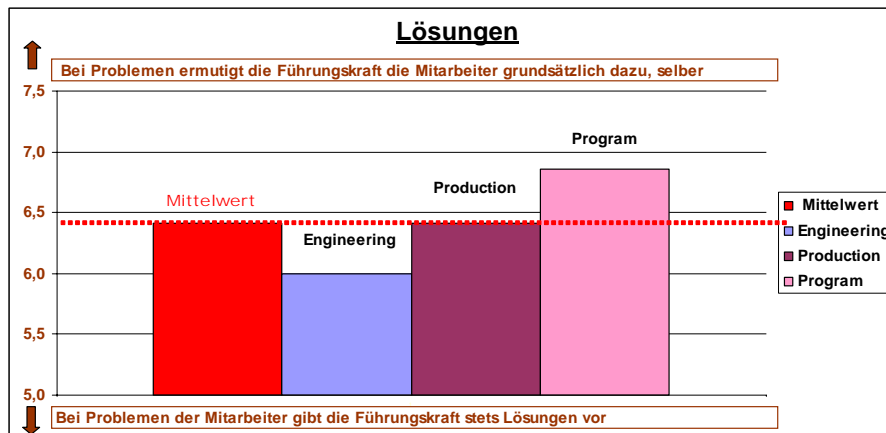 Lösungen
Bei Problemen ermutigt die Führungskraft die Mitarbeiter grundsätzlich dazu, selber
7,5
7,0
6,5
6,0
5,5
5,0
Mittelwert
Engineering
Production
Program
Mittelwert
Engineering
Production
Program
Bei Problemen der Mitarbeiter gibt die Führungskraft stets Lösungen vor